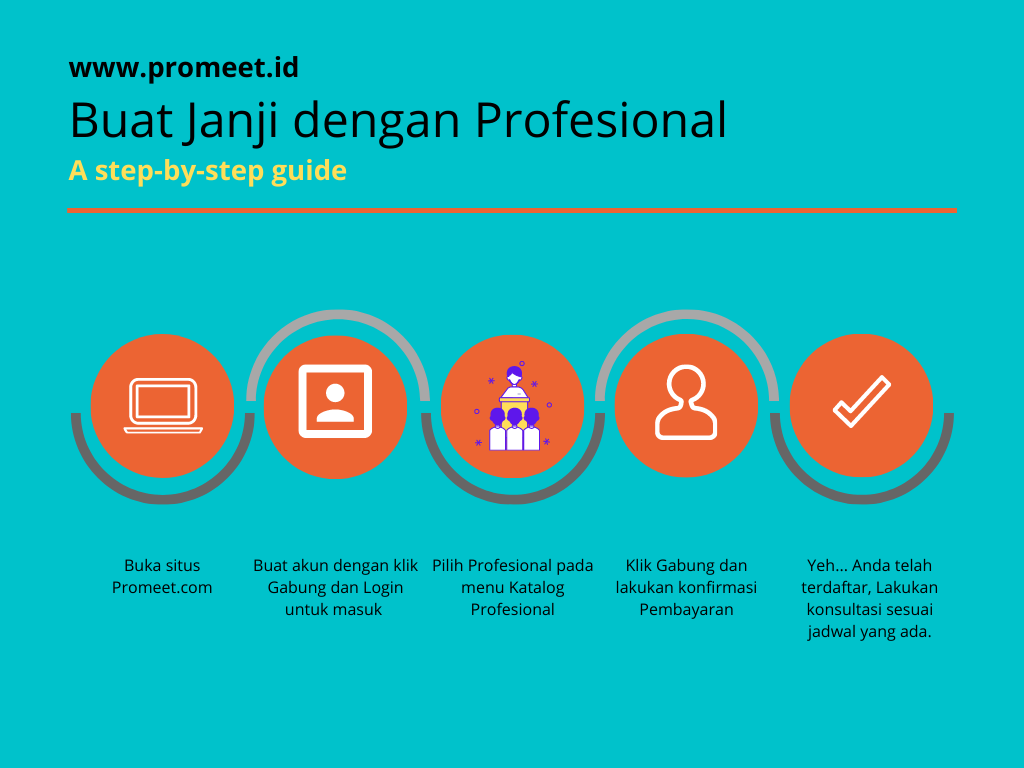 www.promeet.id
Buat Janji dengan Profesional
A step-by-step guide
Buka situs
Promeet.com
Buat akun dengan klik
Gabung dan Login
untuk masuk
Pilih Profesional pada
menu Katalog
Profesional
Klik Gabung dan
lakukan konfirmasi
Pembayaran
Yeh... Anda telah
terdaftar, Lakukan
konsultasi sesuai
jadwal yang ada.